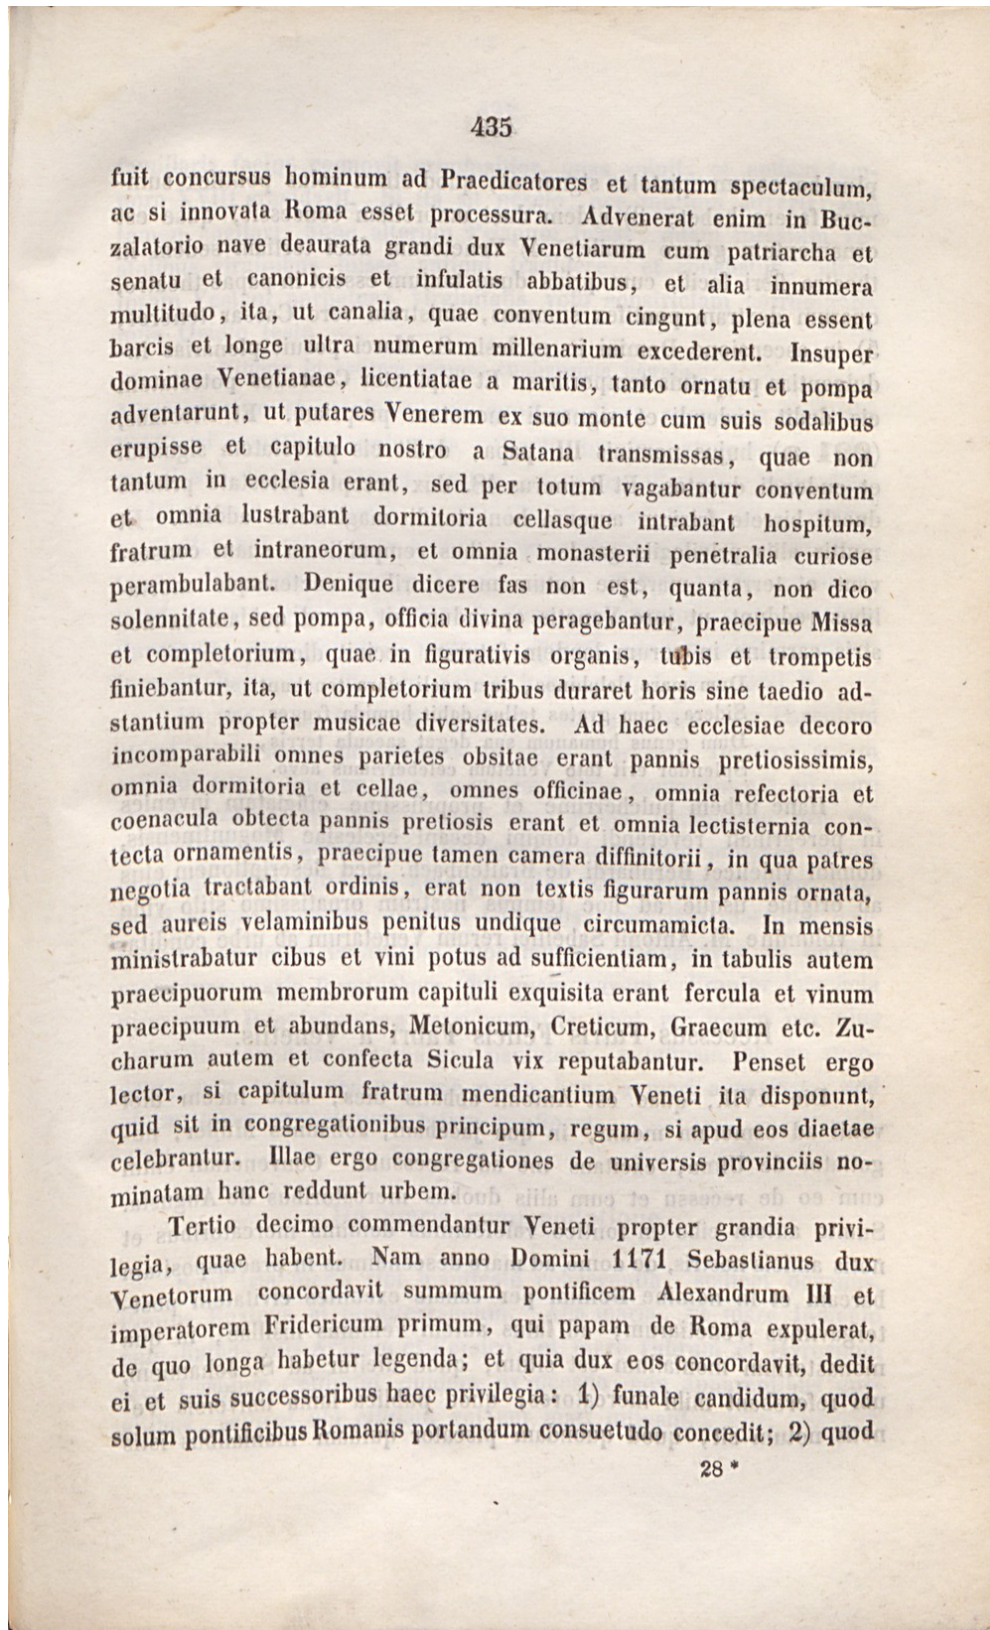 435
fuit concursus hominum ad Praedicatores et tantum spectaculum,
ac si innovata Roma esset processura. Advenerat enim in Buc-
zalatorio nave deaurata grandi dux Venetiarum cum patriarcha et
senatu et canonicis et infulatis abbatibus, et alia innumera
multitudo, ita, ut canalia, quae conventum cingunt, plena essent
barcis et longe ultra numerum millenarium excederent. Insuper
dominae Venetianae, licentiatae a maritis, tanto ornatu et pompa
adventarunt, ut putares Venerem ex suo monte cum suis sodalibus
erupisse et capitulo nostro a Satana transmissas, quae non
tantum in ecclesia erant, sed per totum vagabantur conventum
et omnia lustrabant dormitoria cellasque intrabant hospitum,
fratrum et intraneorum, et omnia monasterii penetralia curiose
perambulabant. Denique dicere fas non est, quanta, non dico
solennitate, sed pompa, officia divina peragebantur, praecipue Missa
et completorium, quae in figurativis organis, tubis et trompetis
finiebantur, ita, ut completorium tribus duraret horis sine taedio ad-
stantium propter musicae diversitates. Ad haec ecclesiae decoro
incomparabili omnes parietes obsitae erant pannis pretiosissimis,
omnia dormitoria et cellae, omnes officinae, omnia refectoria et
coenacula obtecta pannis pretiosis erant et omnia lectisternia con-
tecta ornamentis, praecipue tamen camera diffinitorii, in qua patres
negotia tractabant ordinis, erat non textis figurarum pannis ornata,
sed aureis velaminibus penitus undique circumamicta. In mensis
ministrabatur cibus et vini potus ad sufficientiam, in tabulis autem
praecipuorum membrorum capituli exquisita erant fercula et vinum
praecipuum et abundans, Metonicum, Creticum, Graecum etc. Zu-
charum autem et confecta Sicula vix reputabantur. Penset ergo
lector, si capitulum fratrum mendicantium Veneti ita disponunt,
quid sit in congregationibus principum, regum, si apud eos diaetae
celebrantur. Illae ergo congregationes de universis provinciis no-
minatam hanc reddunt urbem.
Tertio decimo commendantur Veneti propter grandia privi-
legia, quae habent. Nam anno Domini 1171 Sebastianus dux
Venetorum concordavit summum pontificem Alexandrum III et
imperatorem Fridericum primum, qui papam de Roma expulerat,
de quo longa habetur legenda; et quia dux eos concordavit, dedit
ei et suis successoribus haec privilegia: 1) funale candidum, quod
solum pontificibus Romanis portandum consuetudo concedit; 2) quod
28 *